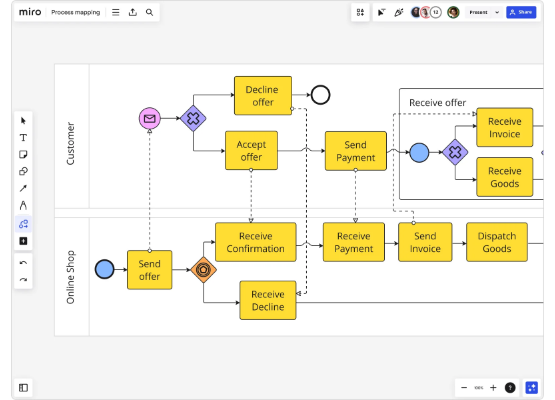 miro
Process mapping
12
Present
Share
Customer
Decline
offer
Accept
offer
Send
Payment
Receive offer
Receive
Invoice
Receive
Goods
Online Shop
Send
offer
Receive
Confirmation
Receive
Decline
Receive
Payment
Send
Invoice
Dispatch
Goods